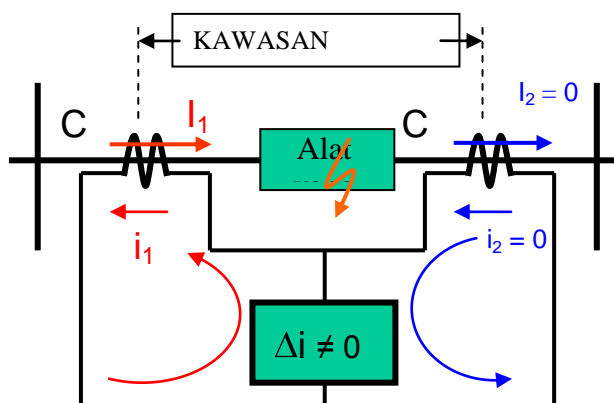 KAWASAN
C
I₁
C
I₂ = 0
Alat
i₁
i₂ = 0
Δi ≠ 0